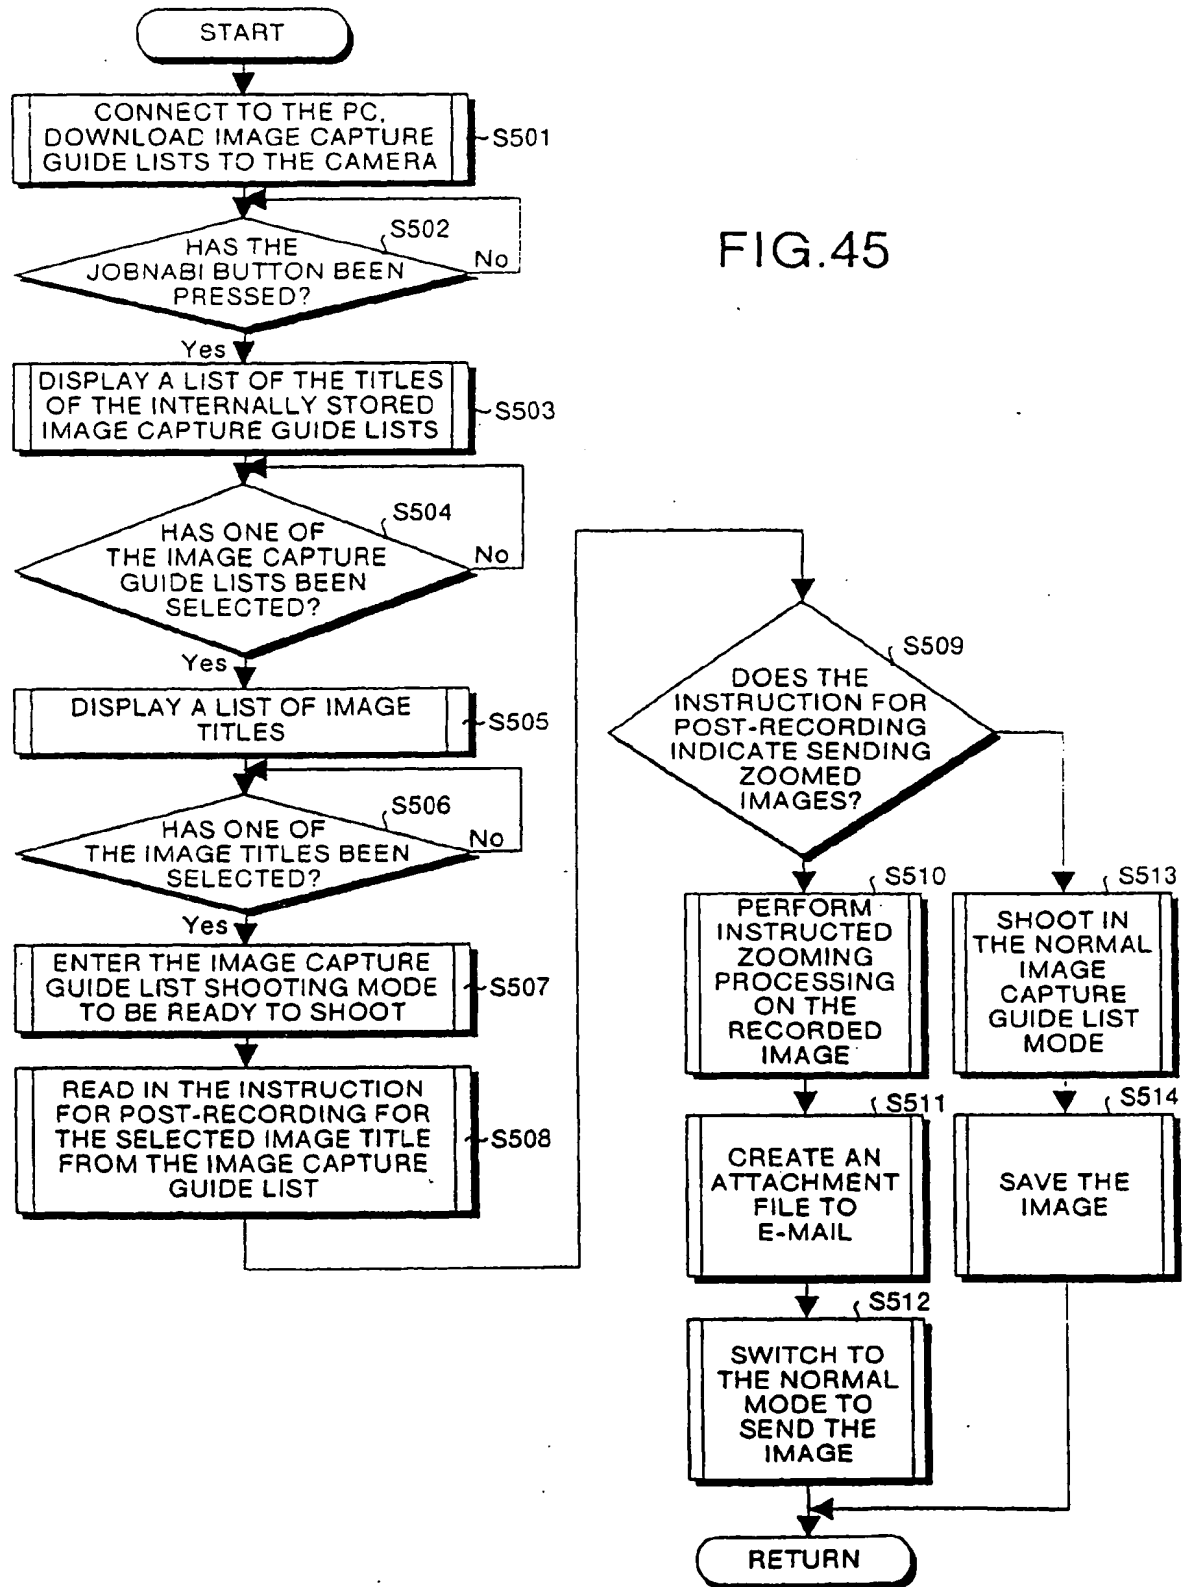 START
CONNECT TO THE PC,
DOWNLOAD IMAGE CAPTURE
GUIDE LISTS TO THE CAMERA
S501
S502
HAS THE
JOBNABI BUTTON BEEN
PRESSED?
No
Yes
DISPLAY A LIST OF THE TITLES
OF THE INTERNALLY STORED
IMAGE CAPTURE GUIDE LISTS
S503
S504
HAS ONE OF
THE IMAGE CAPTURE
GUIDE LISTS BEEN
SELECTED?
No
Yes
DISPLAY A LIST OF IMAGE
TITLES
S505
S506
HAS ONE OF
THE IMAGE TITLES BEEN
SELECTED?
No
Yes
ENTER THE IMAGE CAPTURE
GUIDE LIST SHOOTING MODE
TO BE READY TO SHOOT
S507
READ IN THE INSTRUCTION
FOR POST-RECORDING FOR
THE SELECTED IMAGE TITLE
FROM THE IMAGE CAPTURE
GUIDE LIST
S508
FIG.45
S509
DOES THE
INSTRUCTION FOR
POST-RECORDING
INDICATE SENDING
ZOOMED
IMAGES?
S510
PERFORM
INSTRUCTED
ZOOMING
PROCESSING
ON THE
RECORDED
IMAGE
S511
CREATE AN
ATTACHMENT
FILE TO
E-MAIL
S512
SWITCH TO
THE NORMAL
MODE TO
SEND THE
IMAGE
S513
SHOOT IN
THE NORMAL
IMAGE
CAPTURE
GUIDE LIST
MODE
S514
SAVE THE
IMAGE
RETURN